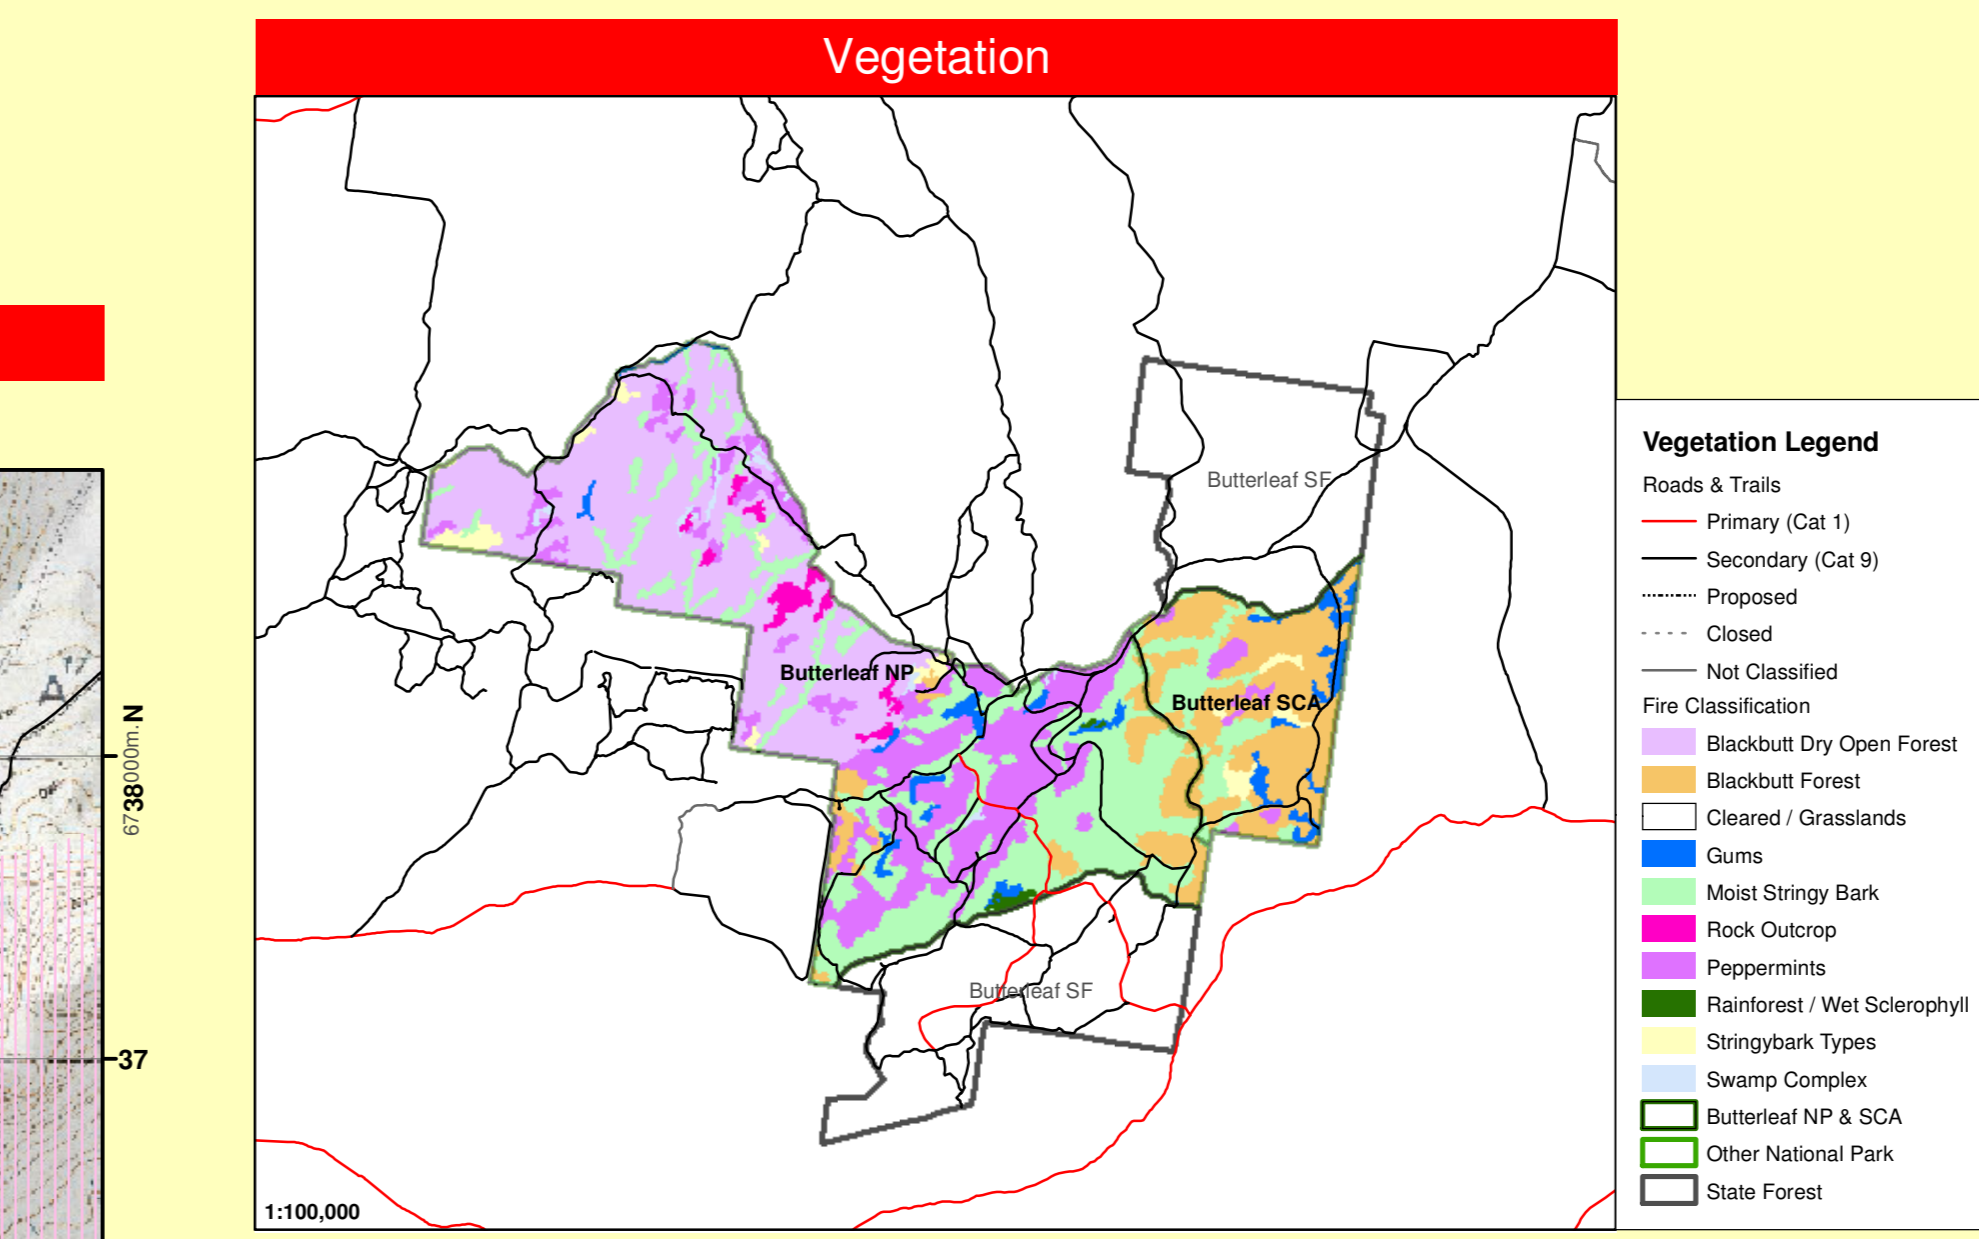 Vegetation
Butterleaf SF
Butterleaf NP
Butterleaf SCA
Butterleaf SF
1:100,000
6738000m.N
37
Vegetation Legend
Roads & Trails
Primary (Cat 1)
Secondary (Cat 9)
Proposed
Closed
Not Classified
Fire Classification
Blackbutt Dry Open Forest
Blackbutt Forest
Cleared / Grasslands
Gums
Moist Stringy Bark
Rock Outcrop
Peppermints
Rainforest / Wet Sclerophyll
Stringybark Types
Swamp Complex
Butterleaf NP & SCA
Other National Park
State Forest